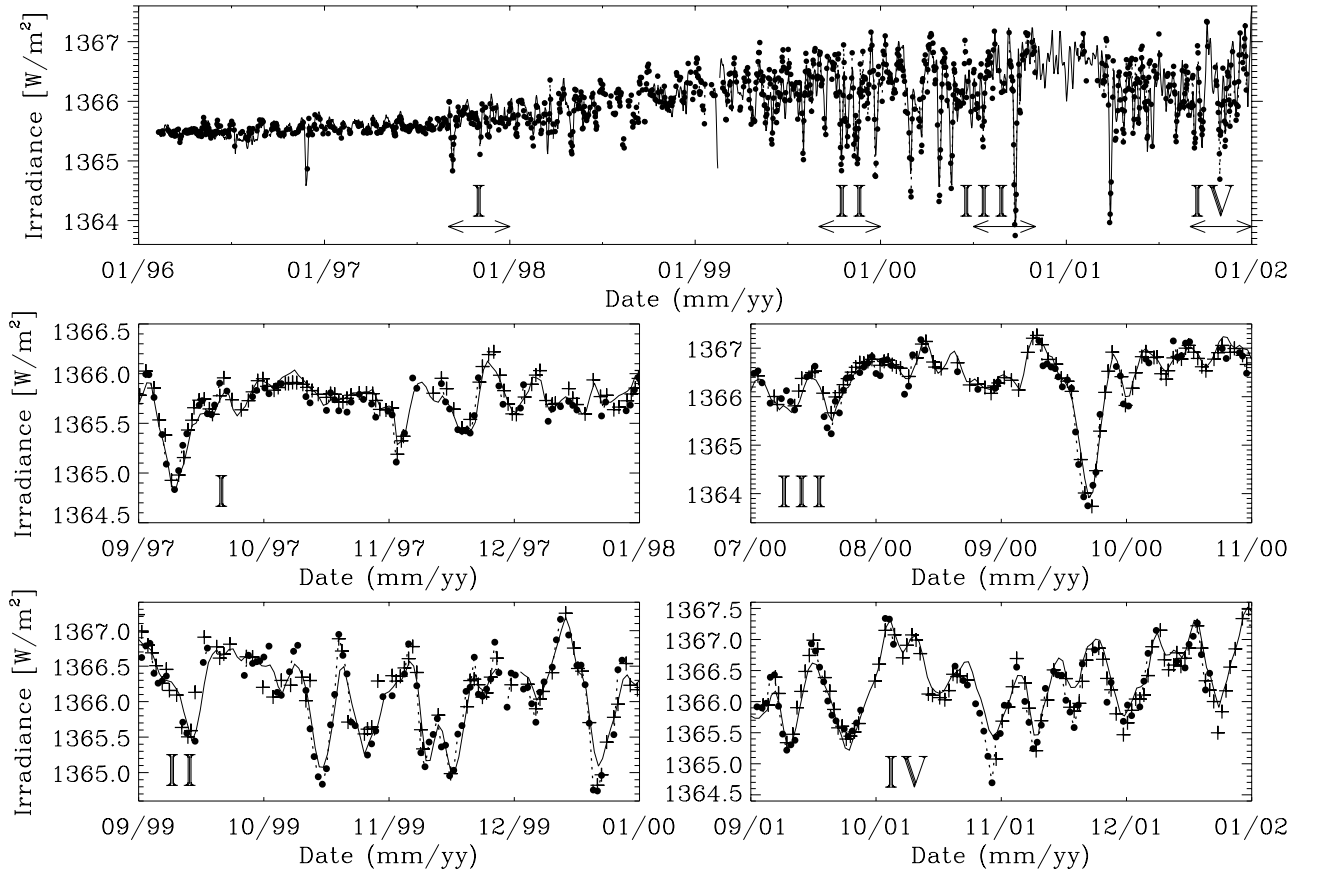 Irradiance [W/m²]
1367
1366
1365
1364
I
II
III
IV
01/96 01/97 01/98 01/99 01/00 01/01 01/02
Date (mm/yy)
Irradiance [W/m²]
1366.5
1366.0
1365.5
1365.0
1364.5
I
09/97 10/97 11/97 12/97 01/98
Date (mm/yy)
1367
1366
1365
1364
III
07/00 08/00 09/00 10/00 11/00
Date (mm/yy)
Irradiance [W/m²]
1367.0
1366.5
1366.0
1365.5
1365.0
II
09/99 10/99 11/99 12/99 01/00
Date (mm/yy)
1367.5
1367.0
1366.5
1366.0
1365.5
1365.0
1364.5
IV
09/01 10/01 11/01 12/01 01/02
Date (mm/yy)